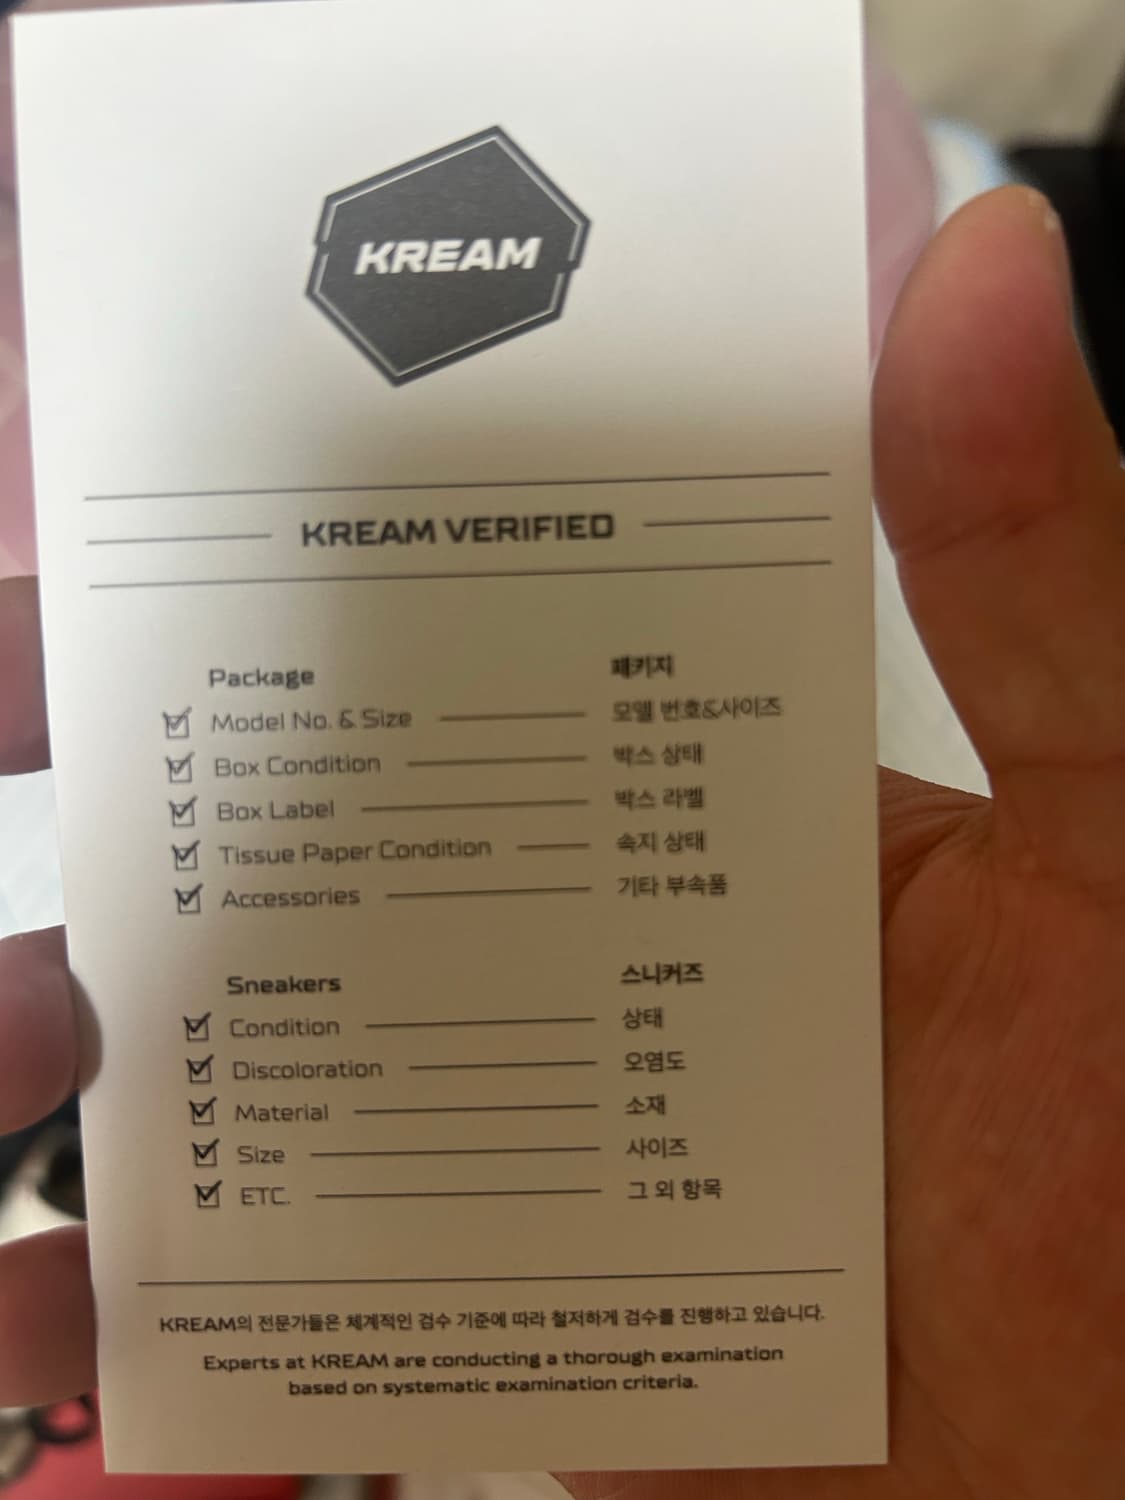 KREAM
KREAM VERIFIED
Package 패키지
Model No. & Size 모델 번호&사이즈
Box Condition 박스 상태
Box Label 박스 라벨
Tissue Paper Condition 속지 상태
Accessories 기타 부속품
Sneakers 스니커즈
Condition 상태
Discoloration 오염도
Material 소재
Size 사이즈
ETC. 그 외 항목
KREAM의 전문가들은 체계적인 검수 기준에 따라 철저하게 검수를 진행하고 있습니다.
Experts at KREAM are conducting a thorough examination
based on systematic examination criteria.